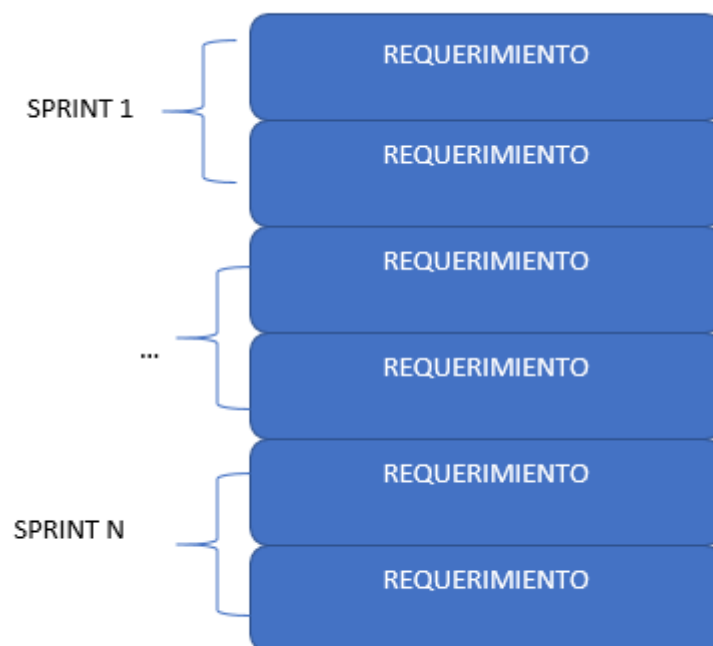 REQUERIMIENTO
SPRINT 1
REQUERIMIENTO
REQUERIMIENTO
...
REQUERIMIENTO
REQUERIMIENTO
SPRINT N
REQUERIMIENTO